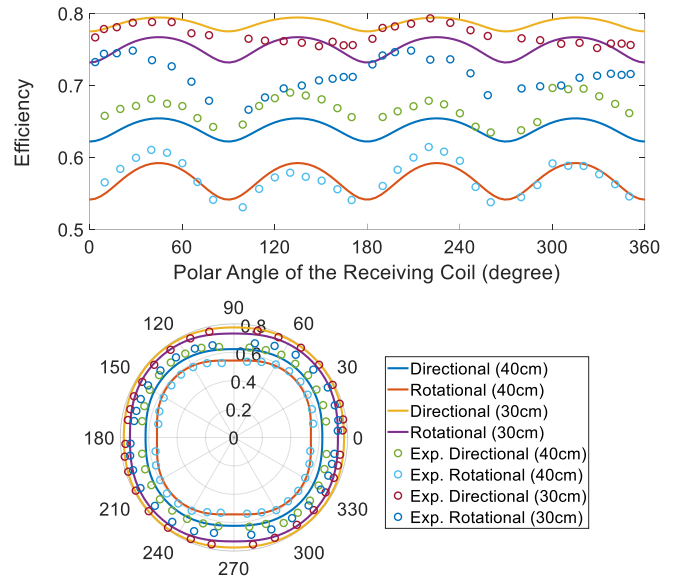 0.8
0.7
0.6
0.5
Efficiency
0 60 120 180 240 300 360
Polar Angle of the Receiving Coil (degree)
90
120 60
150 30
180 0
210 330
240 300
270
0.8
0.6
0.4
0.2
0
Directional (40cm)
Rotational (40cm)
Directional (30cm)
Rotational (30cm)
Exp. Directional (40cm)
Exp. Rotational (40cm)
Exp. Directional (30cm)
Exp. Rotational (30cm)